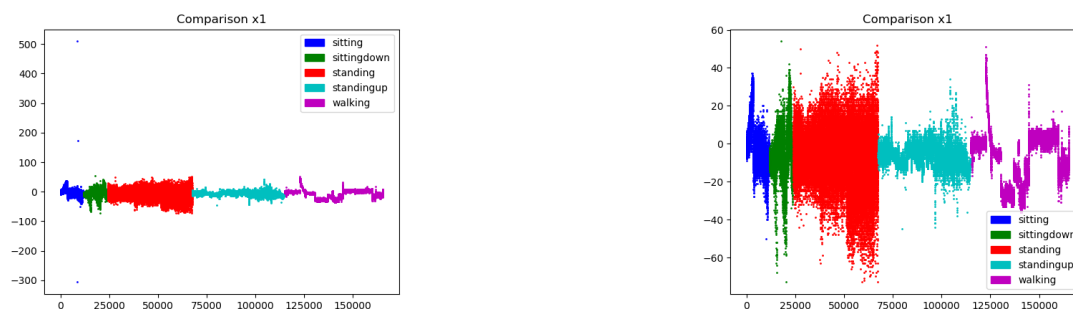 Comparison x1
500
400
300
200
100
0
−100
−200
−300
0
25000
50000
75000
100000
125000
150000
sitting
sittingdown
standing
standingup
walking
Comparison x1
60
40
20
0
−20
−40
−60
0
25000
50000
75000
100000
125000
150000
sitting
sittingdown
standing
standingup
walking